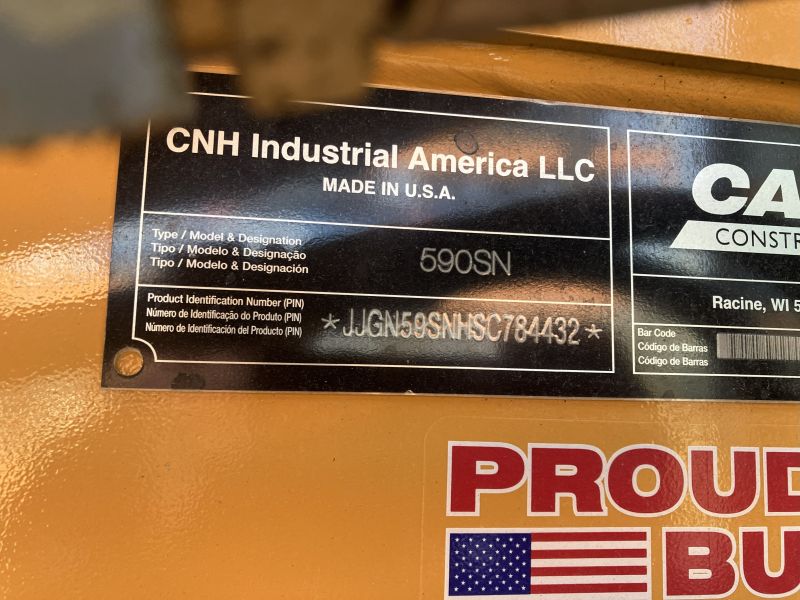 CNH Industrial America LLC
MADE IN U.S.A.
Type / Model & Designation
Tipo / Modelo & Designação
Tipo / Modelo & Designación
590SN
Product Identification Number (PIN)
Número de Identificação do Produto (PIN)
Número de Identificación del Producto (PIN)
*JJGN59SNHSC784432*
CA
CONSTR
Racine, WI 5
Bar Code
Código de Barras
Código de Barras
PROUD
BU